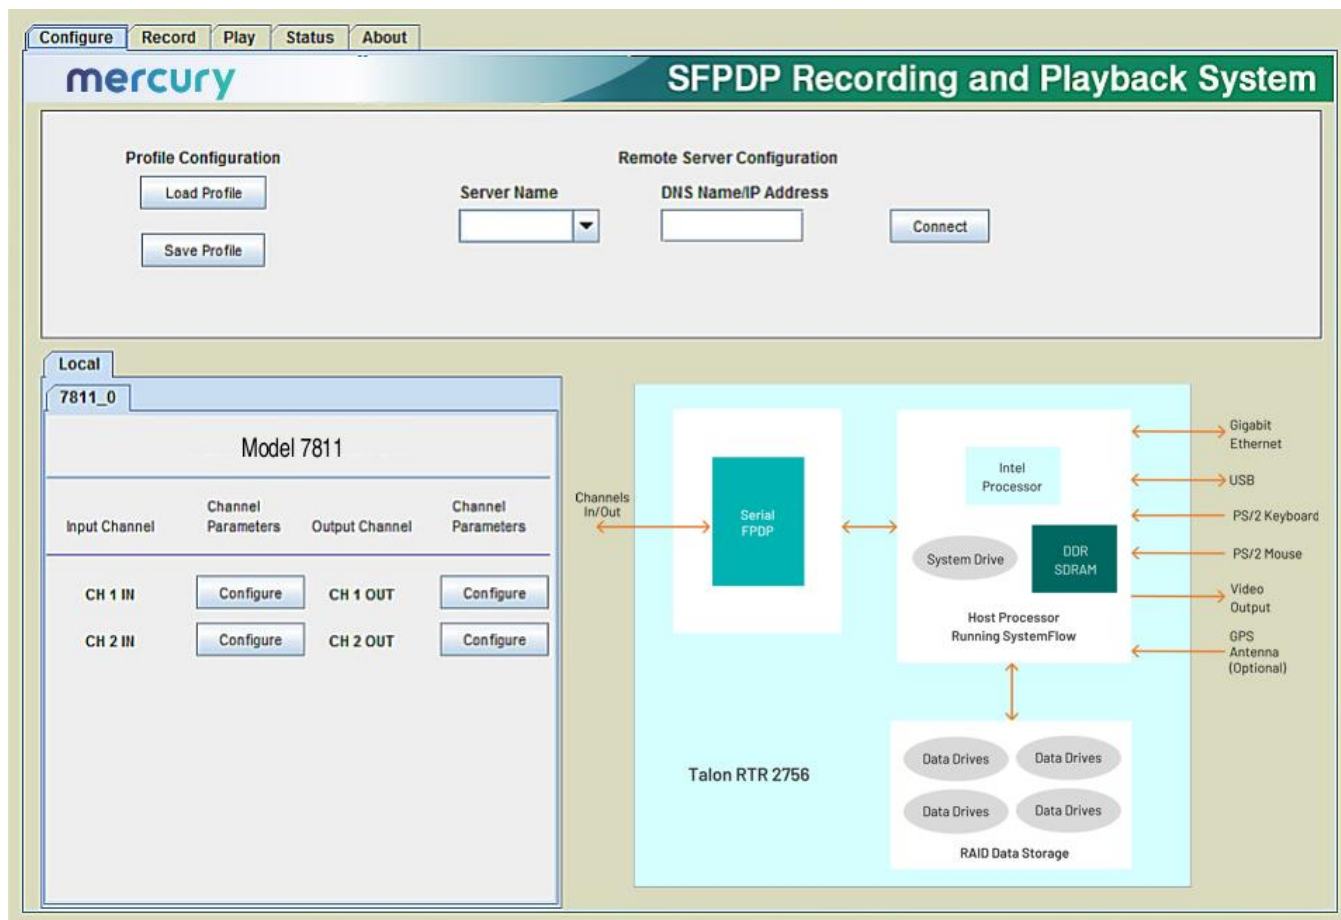 Configure Record Play Status About
mercury SFPDP Recording and Playback System
Profile Configuration
Load Profile
Save Profile
Remote Server Configuration
Server Name DNS Name/IP Address
Connect
Local
7811_0
Model 7811
Input Channel Channel Parameters Output Channel Channel Parameters
CH 1 IN Configure CH 1 OUT Configure
CH 2 IN Configure CH 2 OUT Configure
Channels
In/Out
Serial
FPDP
Intel
Processor
System Drive
DDR
SDRAM
Host Processor
Running SystemFlow
Gigabit
Ethernet
USB
PS/2 Keyboard
PS/2 Mouse
Video
Output
GPS
Antenna
(Optional)
Talon RTR 2756
Data Drives Data Drives
Data Drives Data Drives
RAID Data Storage